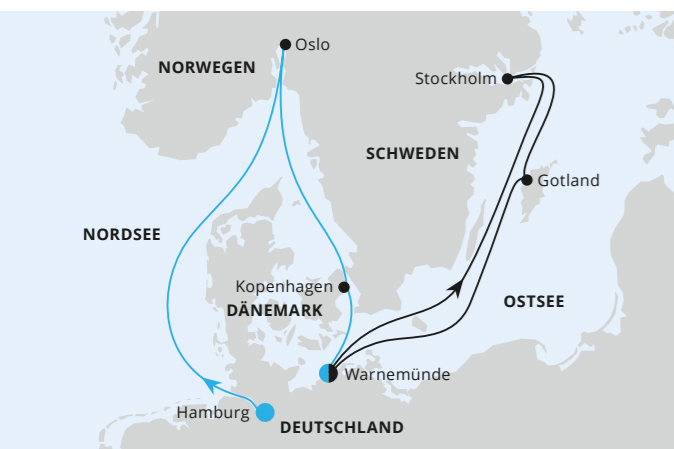 Oslo
NORWEGEN
Stockholm
SCHWEDEN
Gotland
NORDSEE
Kopenhagen
OSTSEE
DÄNEMARK
Warnemünde
Hamburg
DEUTSCHLAND